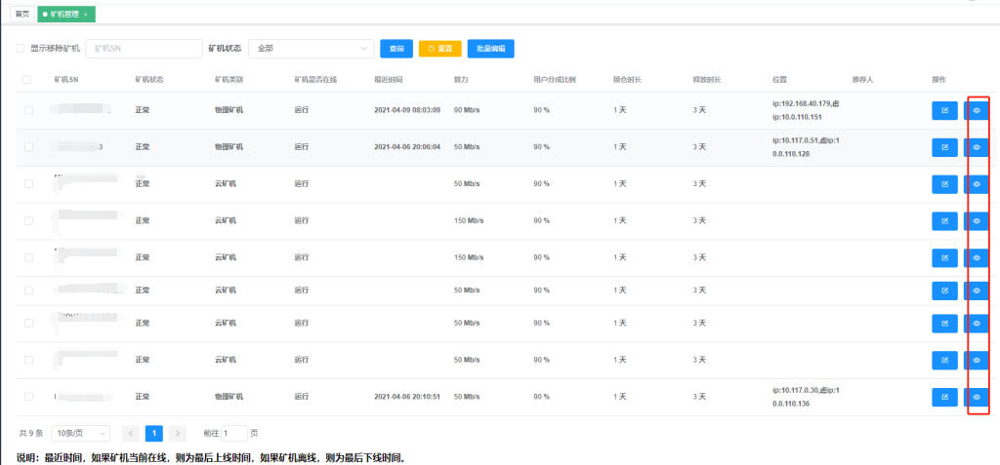 首页 矿机管理 ×
显示移除矿机 矿机SN 矿机状态 全部 查询 重置 批量编辑
矿机SN 矿机状态 矿机类别 矿机是否在线 最近时间 算力 用户分成比例 锁仓时长 释放时长 位置 推荐人 操作
正常 物理矿机 运行 2021-04-09 08:03:09 90 Mb/s 90 % 1 天 3 天 ip:192.168.40.179,虚
ip:10.0.110.151
3 正常 物理矿机 运行 2021-04-06 20:06:04 50 Mb/s 90 % 1 天 3 天 ip:10.117.0.51,虚ip:1
0.0.110.128
正常 云矿机 运行 50 Mb/s 90 % 1 天 3 天
正常 云矿机 运行 150 Mb/s 90 % 1 天 3 天
正常 云矿机 运行 150 Mb/s 90 % 1 天 3 天
正常 云矿机 运行 50 Mb/s 90 % 1 天 3 天
正常 云矿机 运行 50 Mb/s 90 % 1 天 3 天
正常 云矿机 运行 50 Mb/s 90 % 1 天 3 天
正常 物理矿机 运行 2021-04-06 20:10:51 50 Mb/s 90 % 1 天 3 天 ip:10.117.0.30,虚ip:1
0.0.110.136
共 9 条 10条/页 1 前往 1 页
说明：最近时间，如果矿机当前在线，则为最后上线时间，如果矿机离线，则为最后下线时间。